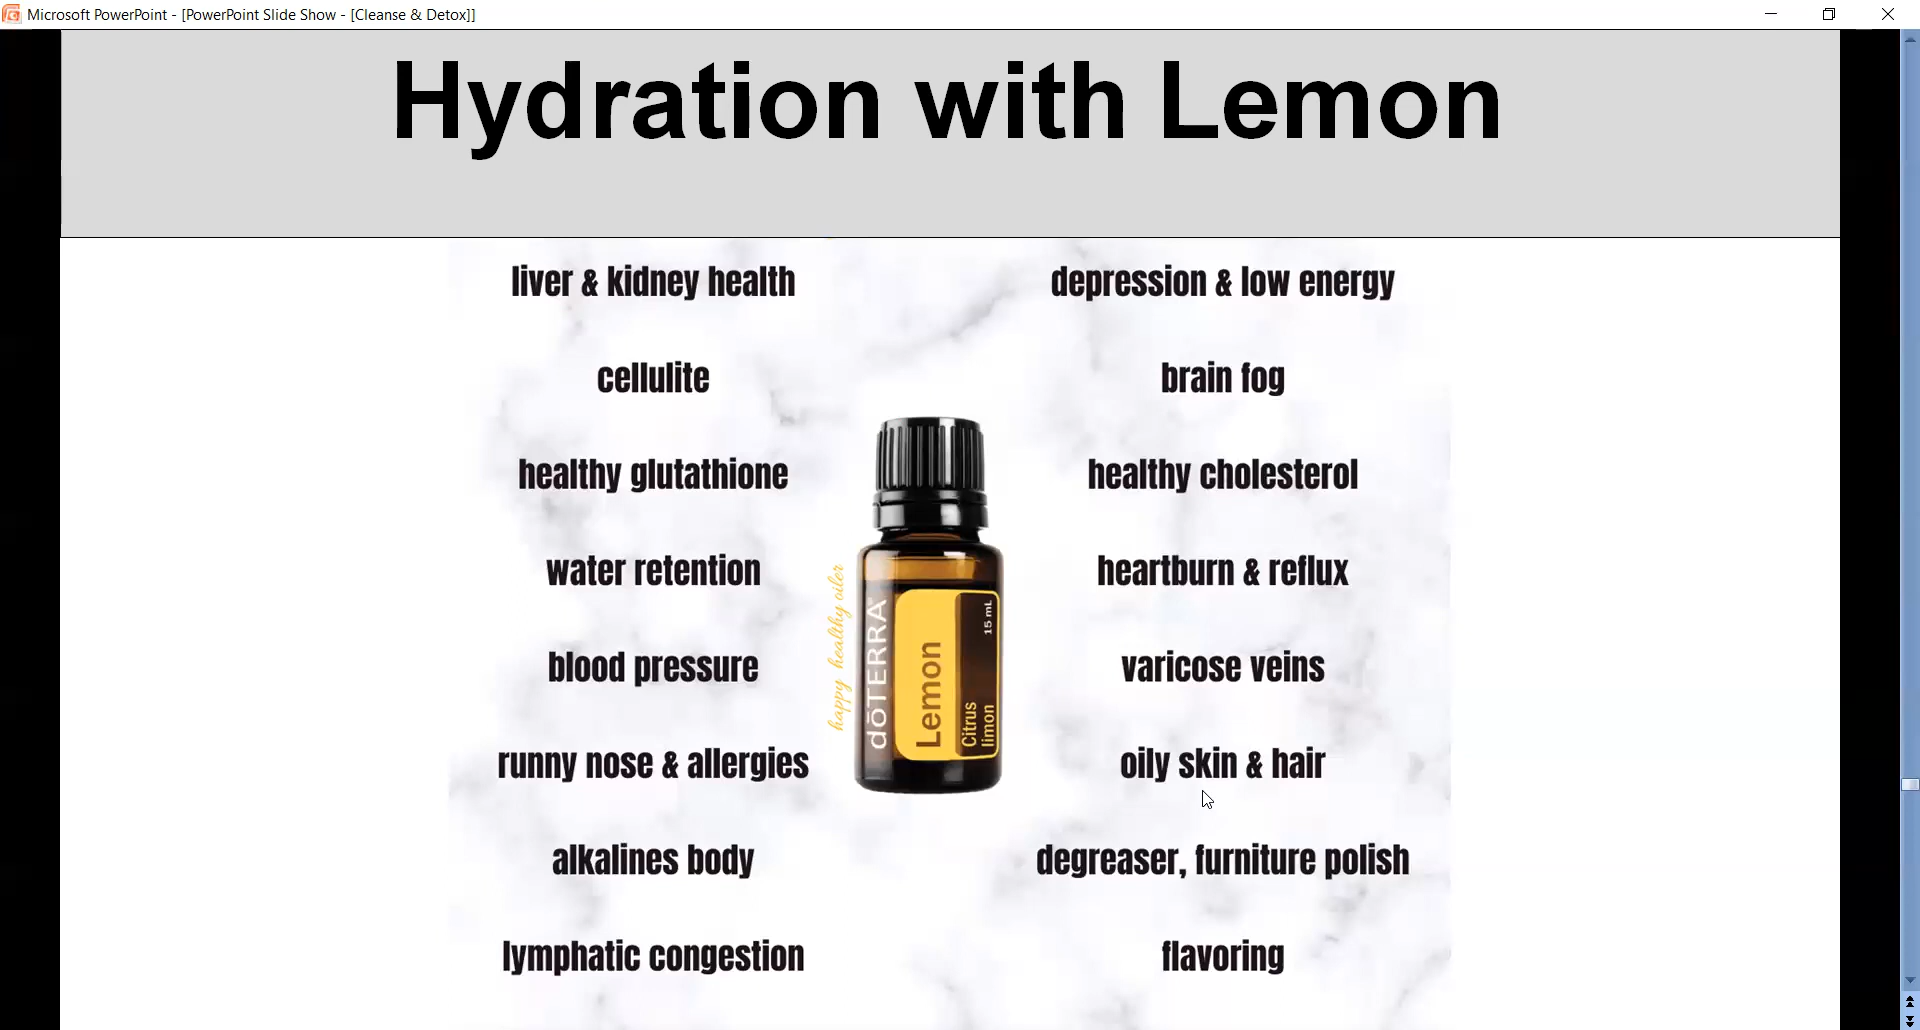 Microsoft PowerPoint - [PowerPoint Slide Show - [Cleanse & Detox]]
Hydration with Lemon
liver & kidney health
cellulite
healthy glutathione
water retention
blood pressure
runny nose & allergies
alkalines body
lymphatic congestion
happy healthy oiler
dōTERRA
Lemon
Citrus
limon
15 mL
depression & low energy
brain fog
healthy cholesterol
heartburn & reflux
varicose veins
oily skin & hair
degreaser, furniture polish
flavoring